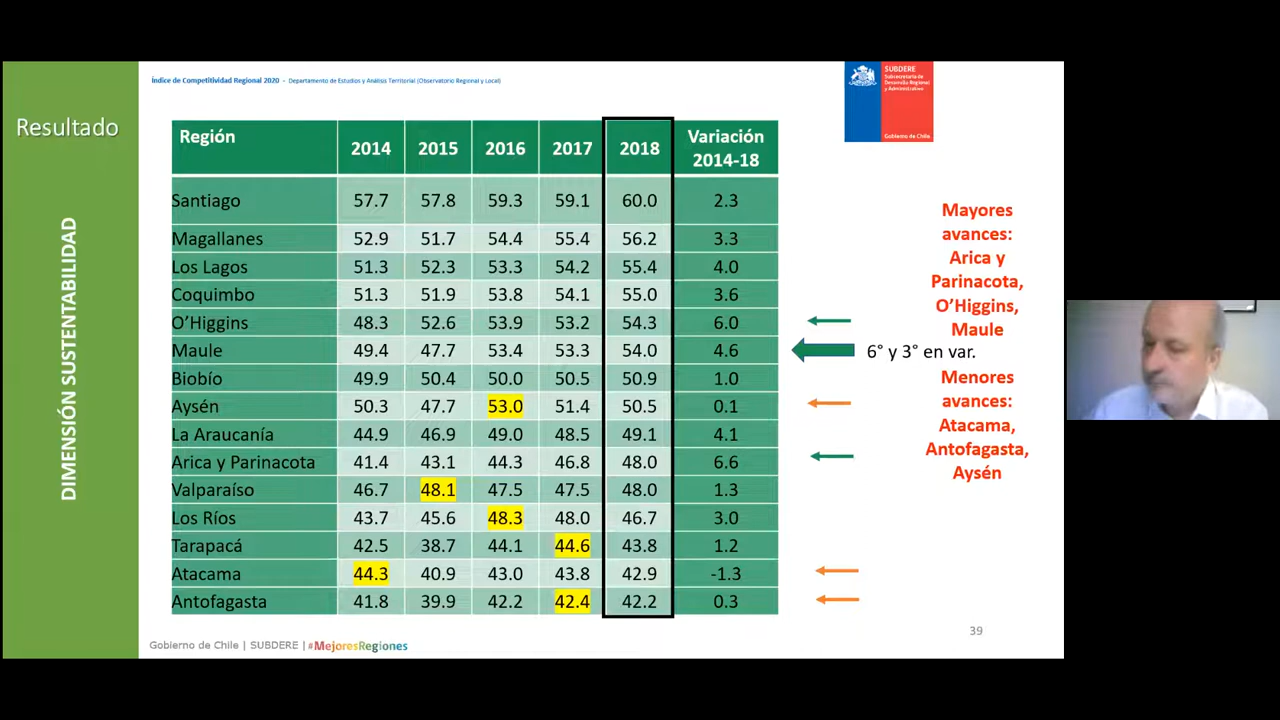 Índice de Competitividad Regional 2020 – Departamento de Estudios y Análisis Territorial (Observatorio Regional y Local)
SUBDERE
Subsecretaría de
Desarrollo Regional
y Administrativo
Gobierno de Chile
Resultado
DIMENSIÓN SUSTENTABILIDAD
Región 2014 2015 2016 2017 2018 Variación 2014-18
Santiago 57.7 57.8 59.3 59.1 60.0 2.3
Magallanes 52.9 51.7 54.4 55.4 56.2 3.3
Los Lagos 51.3 52.3 53.3 54.2 55.4 4.0
Coquimbo 51.3 51.9 53.8 54.1 55.0 3.6
O’Higgins 48.3 52.6 53.9 53.2 54.3 6.0
Maule 49.4 47.7 53.4 53.3 54.0 4.6
Biobío 49.9 50.4 50.0 50.5 50.9 1.0
Aysén 50.3 47.7 53.0 51.4 50.5 0.1
La Araucanía 44.9 46.9 49.0 48.5 49.1 4.1
Arica y Parinacota 41.4 43.1 44.3 46.8 48.0 6.6
Valparaíso 46.7 48.1 47.5 47.5 48.0 1.3
Los Ríos 43.7 45.6 48.3 48.0 46.7 3.0
Tarapacá 42.5 38.7 44.1 44.6 43.8 1.2
Atacama 44.3 40.9 43.0 43.8 42.9 -1.3
Antofagasta 41.8 39.9 42.2 42.4 42.2 0.3
Mayores
avances:
Arica y
Parinacota,
O’Higgins,
Maule
6° y 3° en var.
Menores
avances:
Atacama,
Antofagasta,
Aysén
39
Gobierno de Chile | SUBDERE | #MejoresRegiones